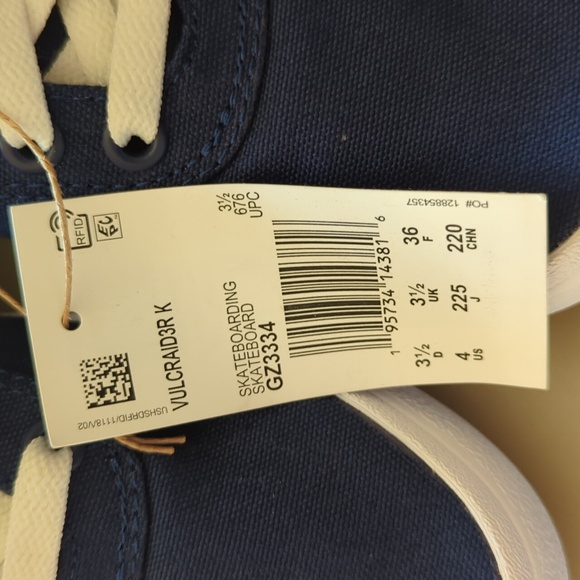 PO# 128854357
3½
676
UPC
RFID
USHSDRFID/1118/V02
VULCRAID3R K
SKATEBOARDING
SKATEBOARD
GZ3334
1 95734 14381 6
3½ D 3½ UK 36 F
4 US 225 J 220 CHN